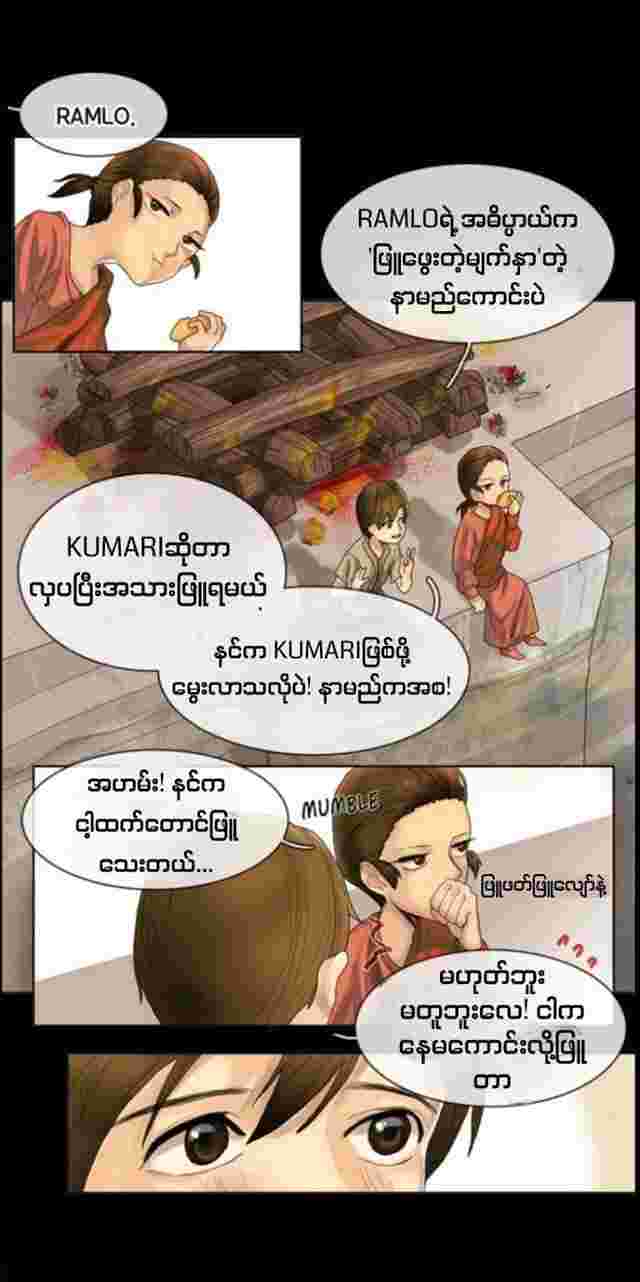 RAMLO.
RAMLOရဲ့အဓိပ္ပာယ်က
'ဖြူဖွေးတဲ့မျက်နှာ'တဲ့
နာမည်ကောင်းပဲ
KUMARIဆိုတာ
လှပပြီးအသားဖြူရမယ်
နင်က KUMARIဖြစ်ဖို့
မွေးလာသလိုပဲ! နာမည်ကအစ!
အဟမ်း! နင်က
ငါ့ထက်တောင်ဖြူ
သေးတယ်...
MUMBLE
ဖြူဖတ်ဖြူလျော်နဲ့
မဟုတ်ဘူး
မတူဘူးလေ! ငါက
နေမကောင်းလို့ဖြူ
တာ